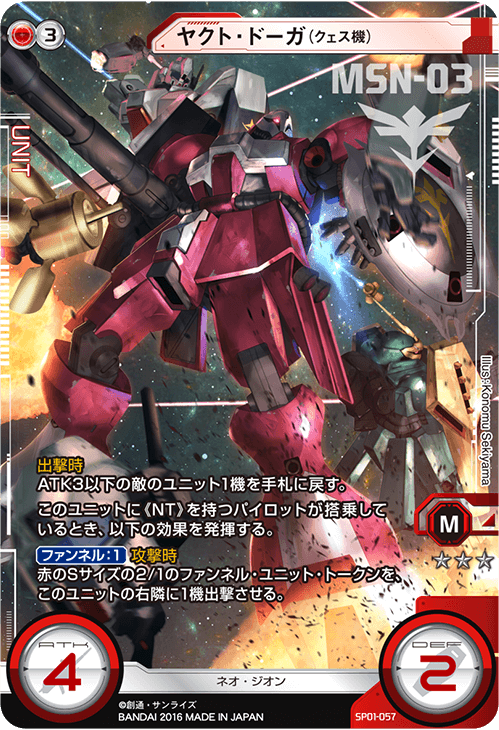 3
ヤクト・ドーガ(クェス機)
MSN-03
UNIT
Illus:Konomu Sekiyama
出撃時
ATK3以下の敵のユニット1機を手札に戻す。
このユニットに《NT》を持つパイロットが搭乗して
いるとき、以下の効果を発揮する。
ファンネル:1 攻撃時
赤のSサイズの2/1のファンネル・ユニット・トークンを、
このユニットの右隣に1機出撃させる。
M
ATK
4
DEF
2
ネオ・ジオン
©創通・サンライズ
BANDAI 2016 MADE IN JAPAN
SP01-057